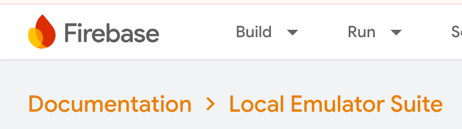 Firebase Build Run S
Documentation > Local Emulator Suite